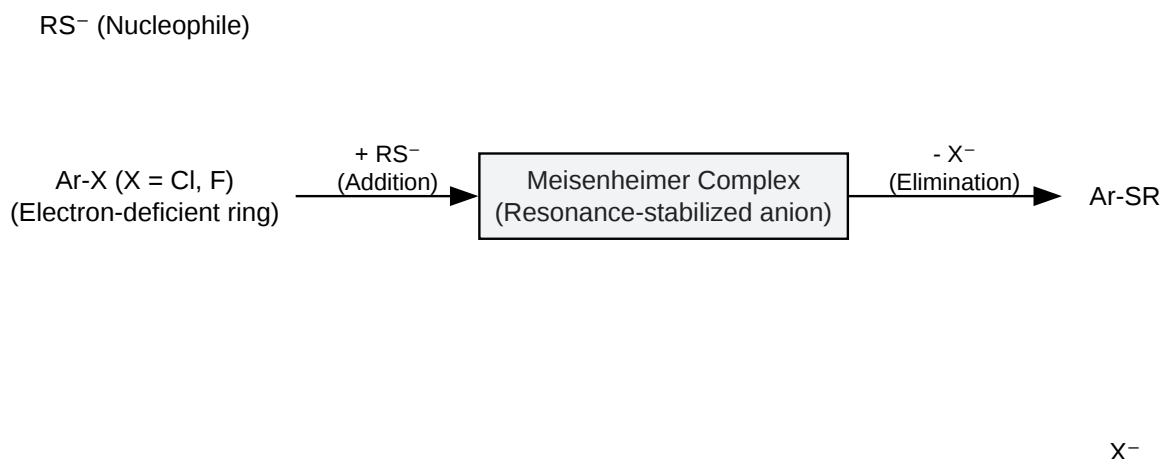 RS⁻ (Nucleophile)
Ar-X (X = Cl, F)
(Electron-deficient ring)
+ RS⁻
(Addition)
Meisenheimer Complex
(Resonance-stabilized anion)
- X⁻
(Elimination)
Ar-SR
X⁻